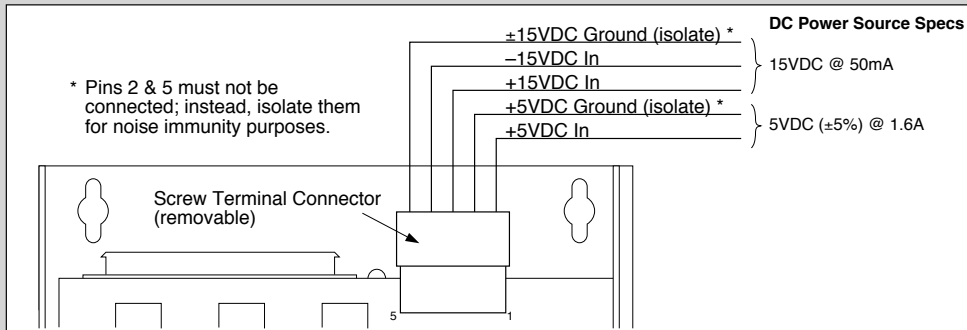 DC Power Source Specs
±15VDC Ground (isolate) *
–15VDC In
+15VDC In
15VDC @ 50mA
+5VDC Ground (isolate) *
+5VDC In
5VDC (±5%) @ 1.6A
* Pins 2 & 5 must not be
connected; instead, isolate them
for noise immunity purposes.
Screw Terminal Connector
(removable)
5
1